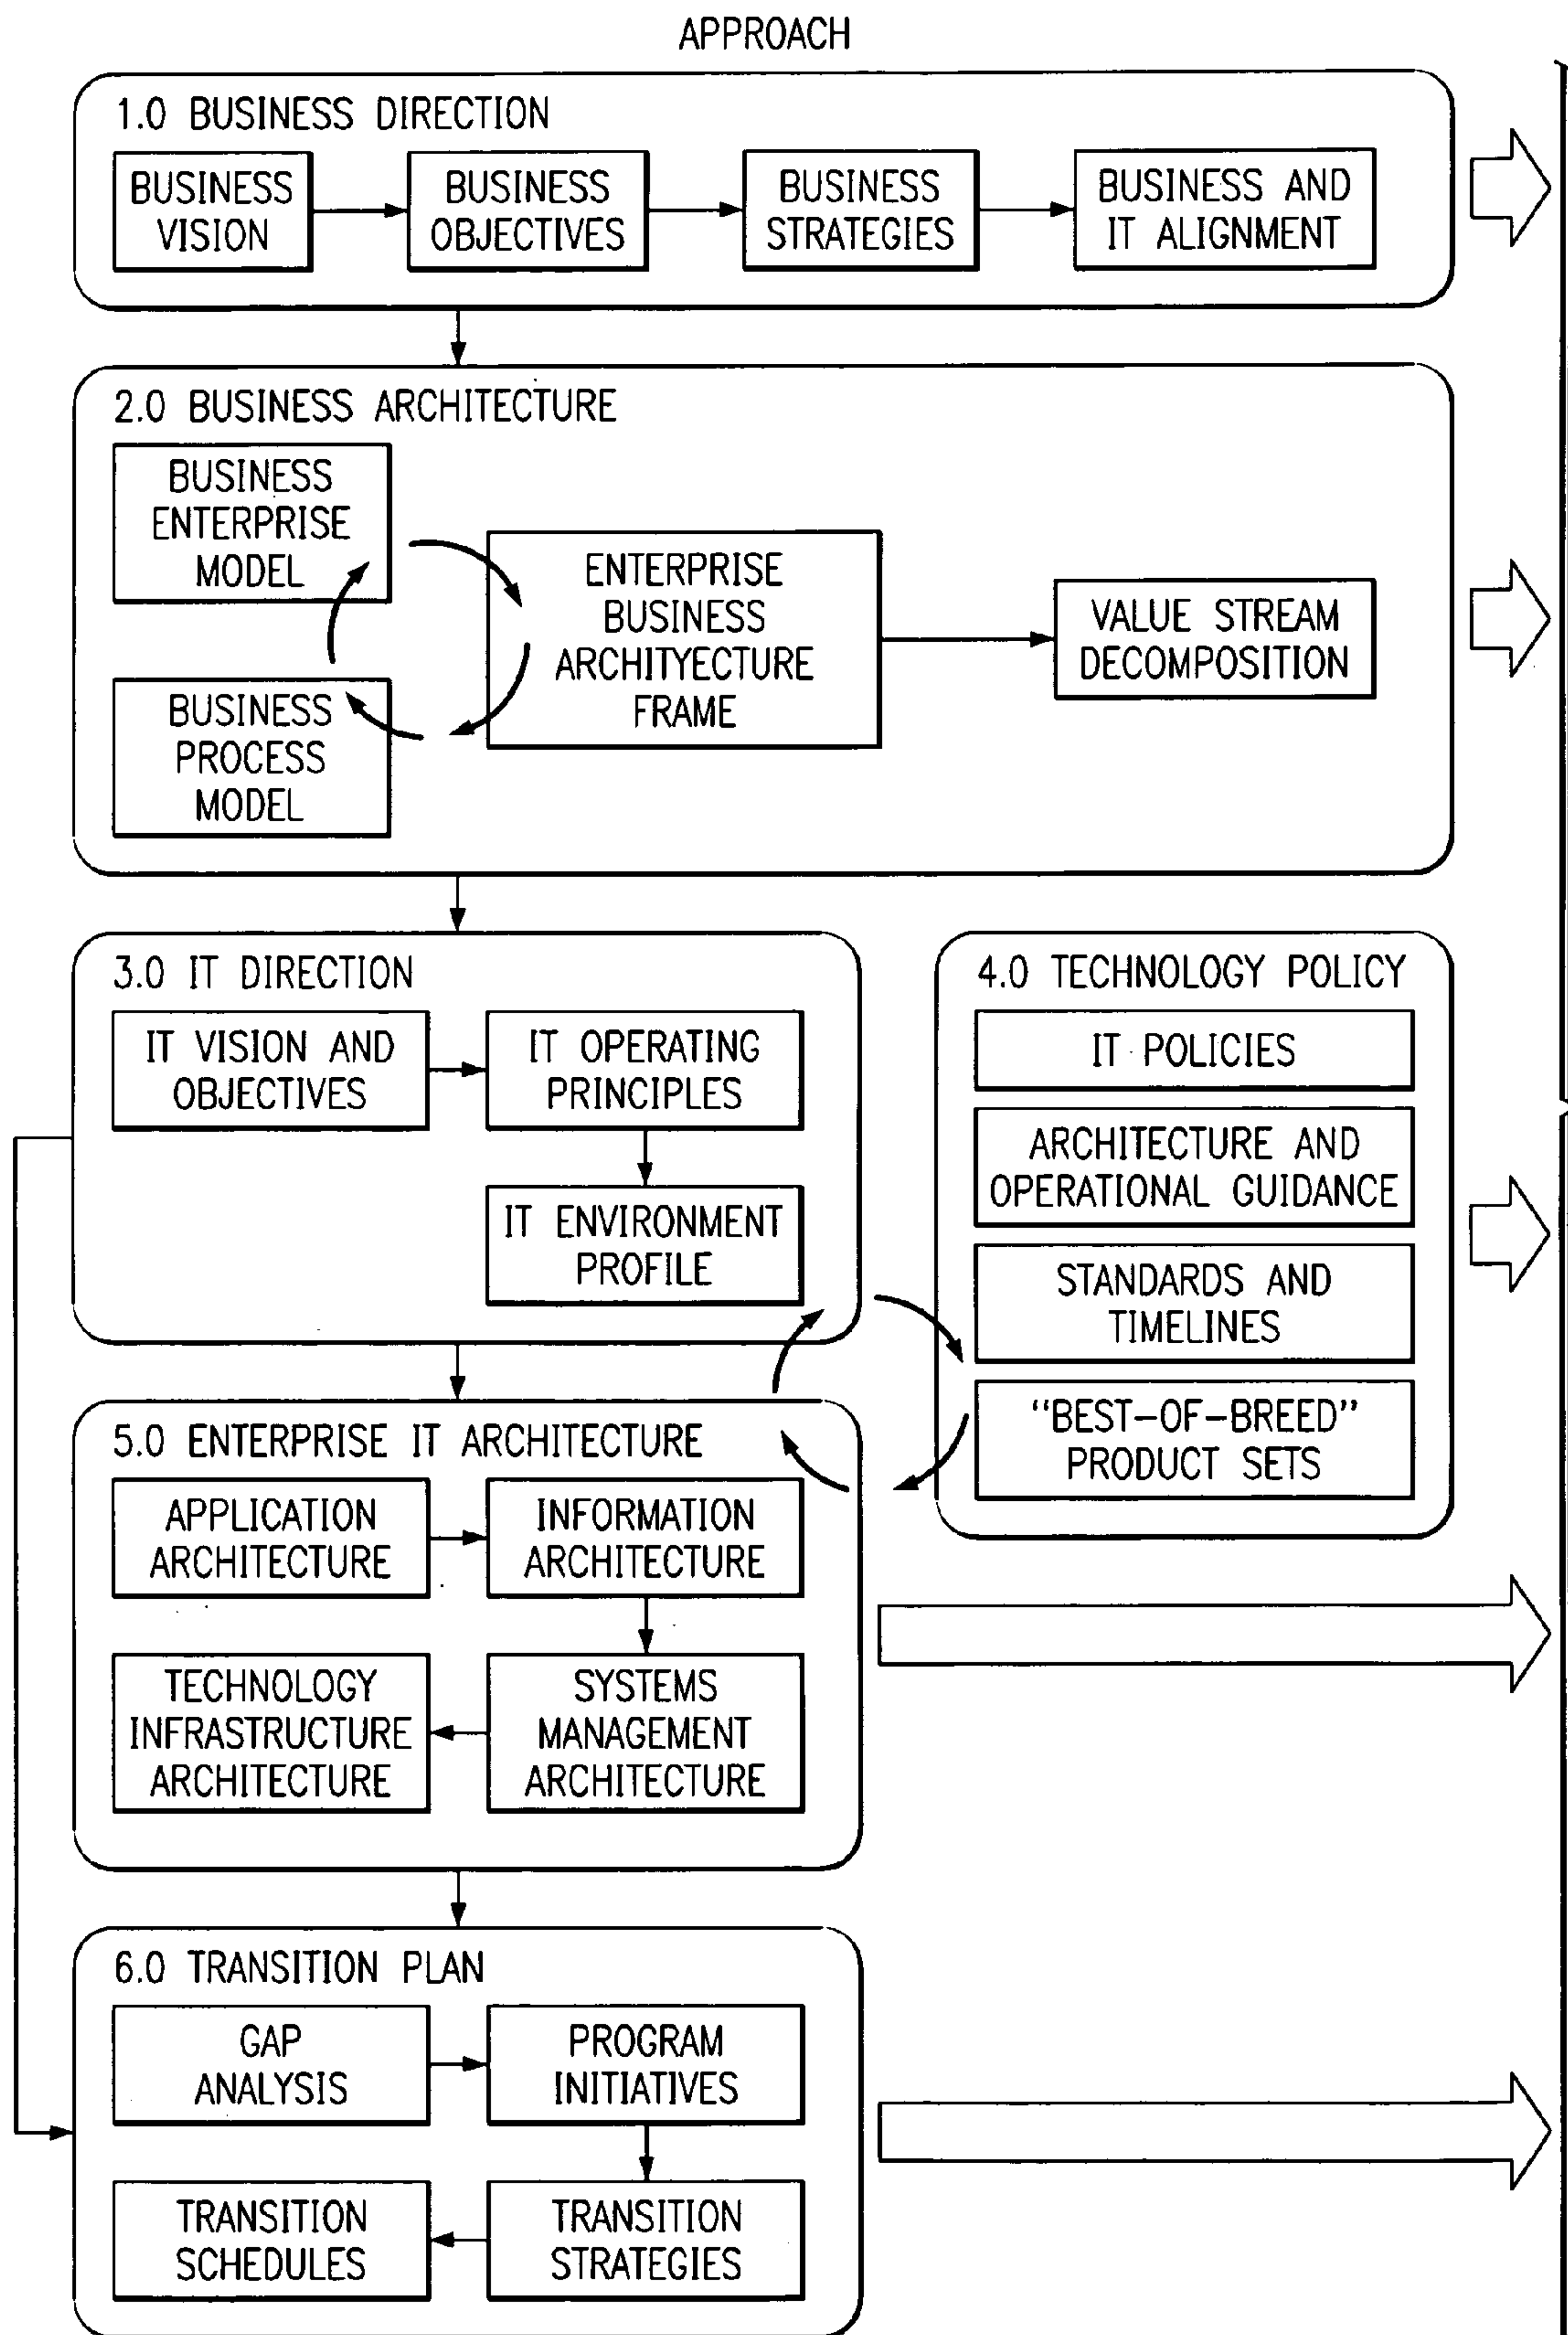 APPROACH
1.0 BUSINESS DIRECTION
BUSINESS
VISION
BUSINESS
OBJECTIVES
BUSINESS
STRATEGIES
BUSINESS AND
IT ALIGNMENT
2.0 BUSINESS ARCHITECTURE
BUSINESS
ENTERPRISE
MODEL
BUSINESS
PROCESS
MODEL
ENTERPRISE
BUSINESS
ARCHITYECTURE
FRAME
VALUE STREAM
DECOMPOSITION
3.0 IT DIRECTION
IT VISION AND
OBJECTIVES
IT OPERATING
PRINCIPLES
IT ENVIRONMENT
PROFILE
4.0 TECHNOLOGY POLICY
IT POLICIES
ARCHITECTURE AND
OPERATIONAL GUIDANCE
STANDARDS AND
TIMELINES
“BEST-OF-BREED”
PRODUCT SETS
5.0 ENTERPRISE IT ARCHITECTURE
APPLICATION
ARCHITECTURE
INFORMATION
ARCHITECTURE
TECHNOLOGY
INFRASTRUCTURE
ARCHITECTURE
SYSTEMS
MANAGEMENT
ARCHITECTURE
6.0 TRANSITION PLAN
GAP
ANALYSIS
PROGRAM
INITIATIVES
TRANSITION
SCHEDULES
TRANSITION
STRATEGIES